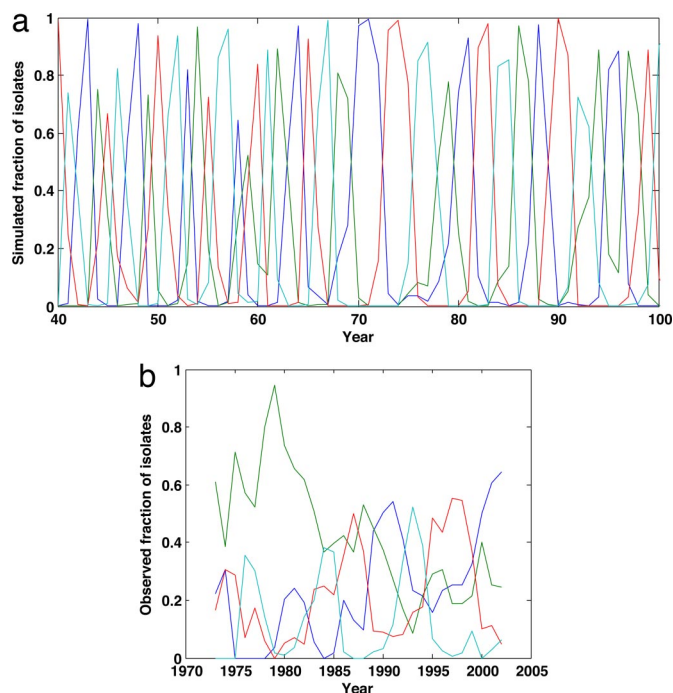 a
1
0.8
0.6
0.4
0.2
0
Simulated fraction of isolates
40 50 60 70 80 90 100
Year
b
1
0.8
0.6
0.4
0.2
0
Observed fraction of isolates
1970 1975 1980 1985 1990 1995 2000 2005
Year